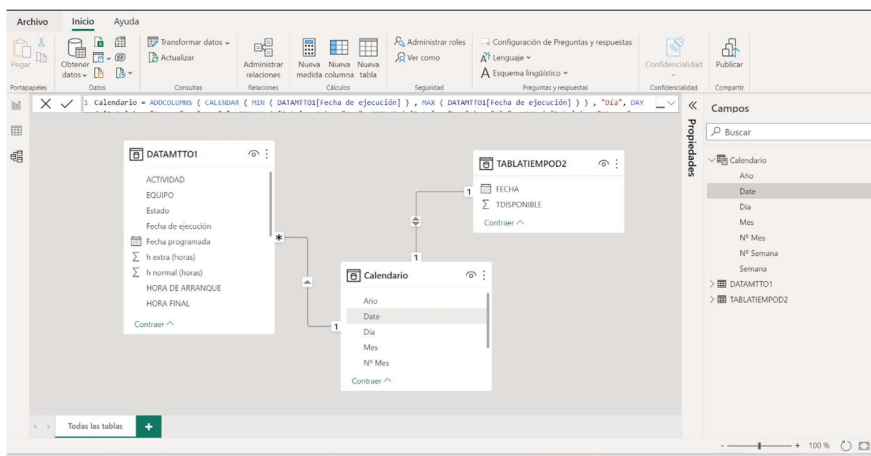 Archivo Inicio Ayuda
Pegar
Obtener datos
Transformar datos
Actualizar
Administrar relaciones
Nueva medida
Nueva columna
Nueva tabla
Administrar roles
Ver como
Configuración de Preguntas y respuestas
Lenguaje
Esquema lingüístico
Confidencialidad
Publicar
Portapapeles Datos Consultas Relaciones Cálculos Seguridad Preguntas y respuestas Confidencialidad Compartir
1 Calendario = ADDCOLUMNS ( CALENDAR ( MIN ( DATAMTTO1[Fecha de ejecución] ) , MAX ( DATAMTTO1[Fecha de ejecución] ) ) , "Día", DAY
DATAMTTO1
ACTIVIDAD
EQUIPO
Estado
Fecha de ejecución
Fecha programada
h extra (horas)
h normal (horas)
HORA DE ARRANQUE
HORA FINAL
Contraer
*
1
TABLATIEMPOD2
FECHA
TDISPONIBLE
Contraer
1
1
Calendario
Año
Date
Día
Mes
Nº Mes
Contraer
Propiedades
Campos
Buscar
Calendario
Año
Date
Día
Mes
Nº Mes
Nº Semana
Semana
DATAMTTO1
TABLATIEMPOD2
Todas las tablas +
- + 100 %